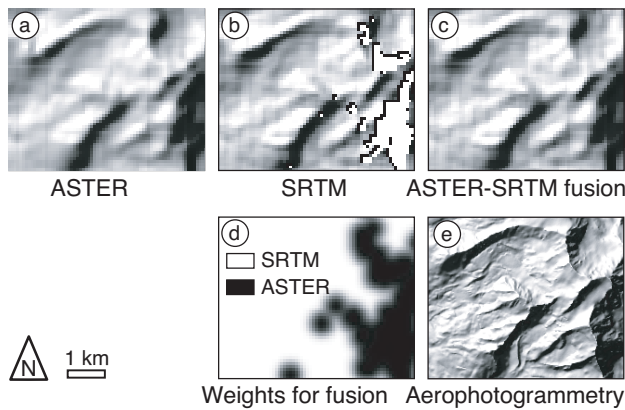 a
b
c
ASTER
SRTM
ASTER-SRTM fusion
d
SRTM
ASTER
e
N
1 km
Weights for fusion
Aerophotogrammetry